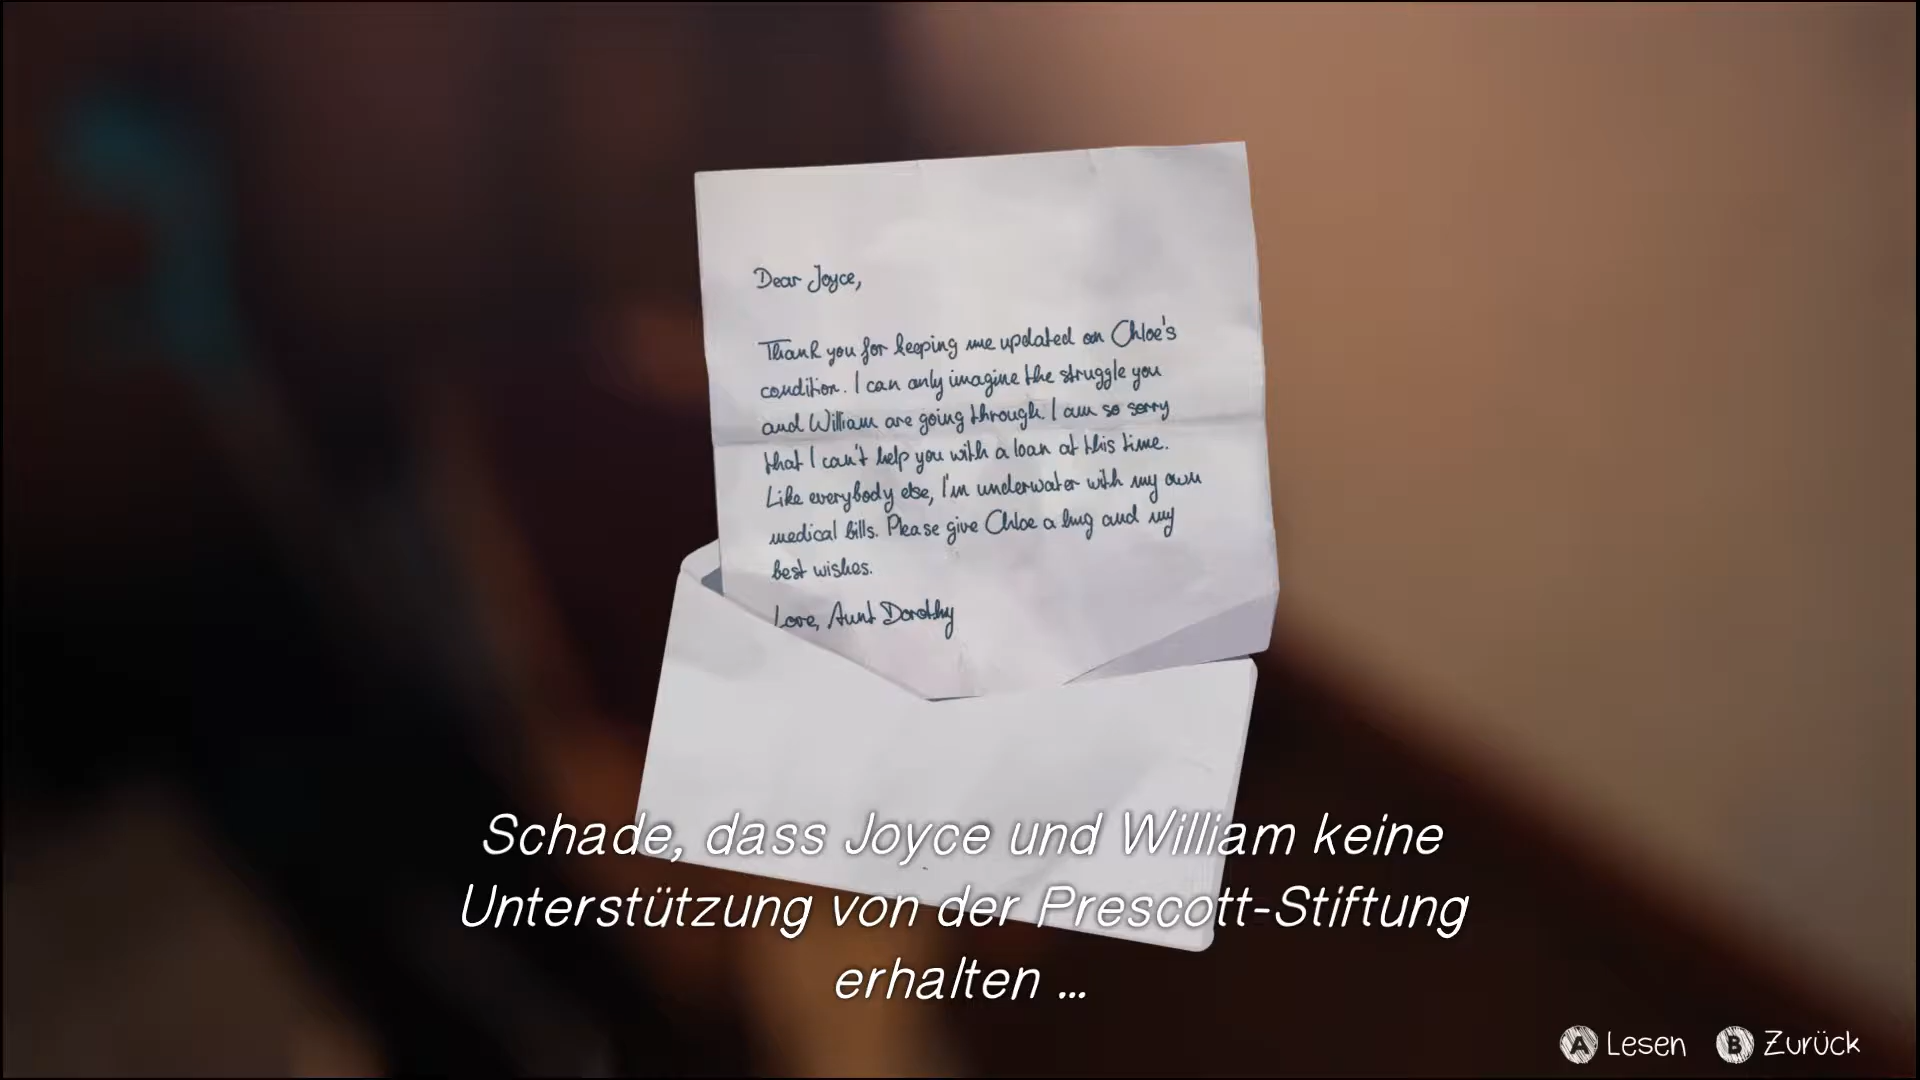 Dear Joyce,
Thank you for keeping me updated on Chloe's
condition. I can only imagine the struggle you
and William are going through. I am so sorry
that I can't help you with a loan at this time.
Like everybody else, I'm underwater with my own
medical bills. Please give Chloe a hug and my
best wishes.
Love, Aunt Dorothy
Schade, dass Joyce und William keine
Unterstützung von der Prescott-Stiftung
erhalten ...
A Lesen B Zurück